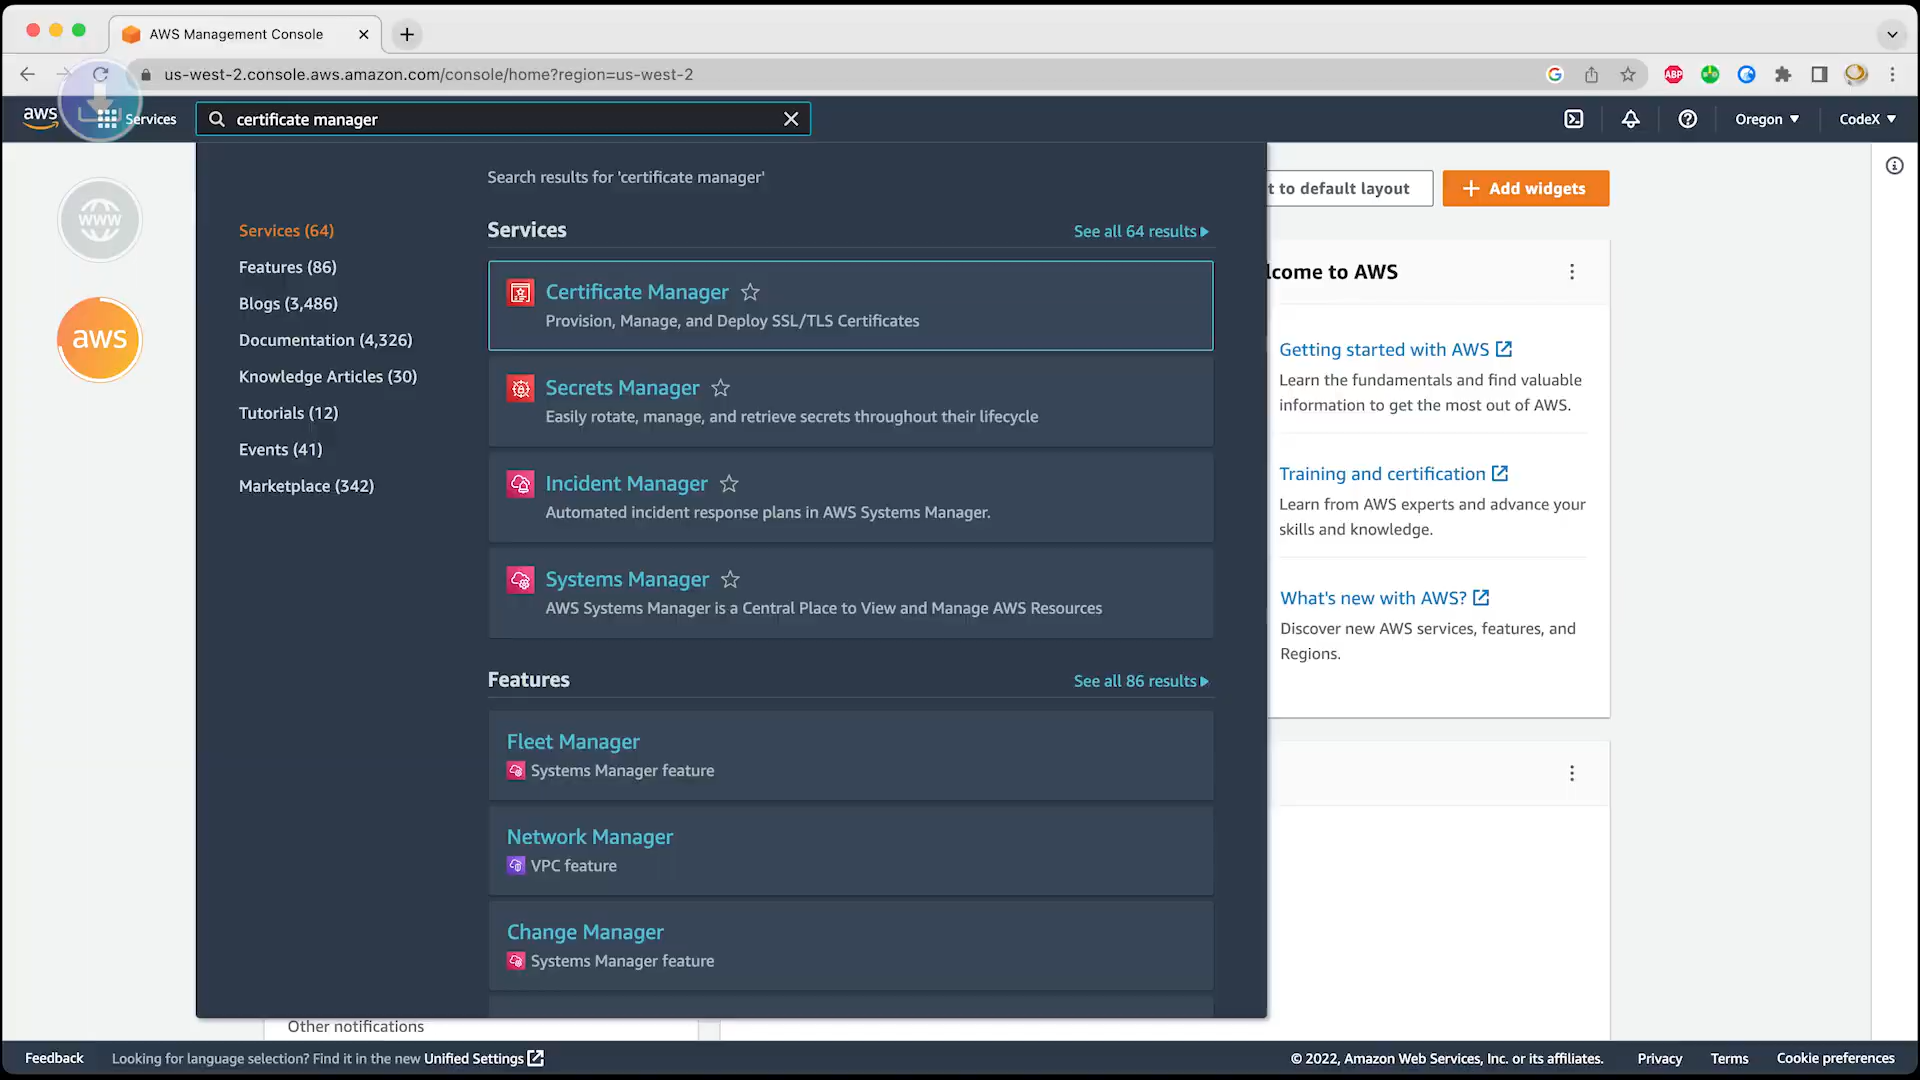 AWS Management Console
us-west-2.console.aws.amazon.com/console/home?region=us-west-2
ABP
aws
Services
certificate manager
Oregon
CodeX
www
aws
Search results for 'certificate manager'
Services (64)
Features (86)
Blogs (3,486)
Documentation (4,326)
Knowledge Articles (30)
Tutorials (12)
Events (41)
Marketplace (342)
Services
See all 64 results
Certificate Manager
Provision, Manage, and Deploy SSL/TLS Certificates
Secrets Manager
Easily rotate, manage, and retrieve secrets throughout their lifecycle
Incident Manager
Automated incident response plans in AWS Systems Manager.
Systems Manager
AWS Systems Manager is a Central Place to View and Manage AWS Resources
Features
See all 86 results
Fleet Manager
Systems Manager feature
Network Manager
VPC feature
Change Manager
Systems Manager feature
t to default layout
+ Add widgets
lcome to AWS
Getting started with AWS
Learn the fundamentals and find valuable
information to get the most out of AWS.
Training and certification
Learn from AWS experts and advance your
skills and knowledge.
What's new with AWS?
Discover new AWS services, features, and
Regions.
Other notifications
Feedback
Looking for language selection? Find it in the new Unified Settings
© 2022, Amazon Web Services, Inc. or its affiliates.
Privacy
Terms
Cookie preferences